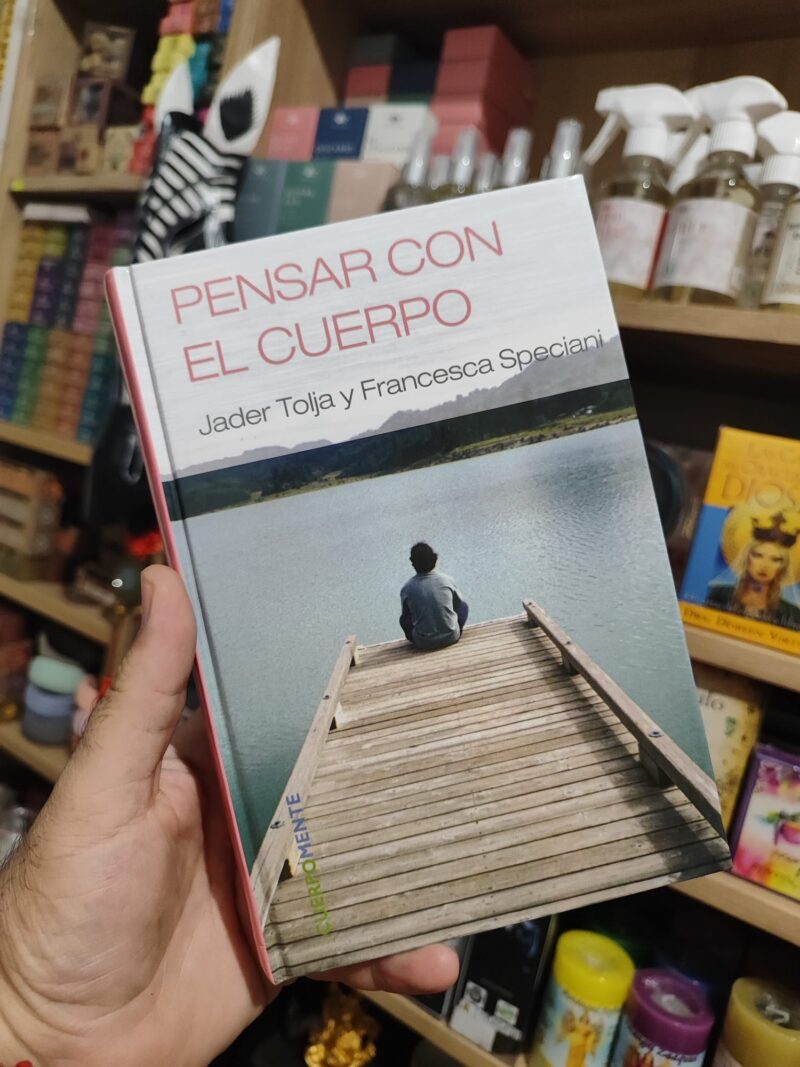 PENSAR CON
EL CUERPO
Jader Tolja y Francesca Speciani
CUERPOMENTE
DIOS